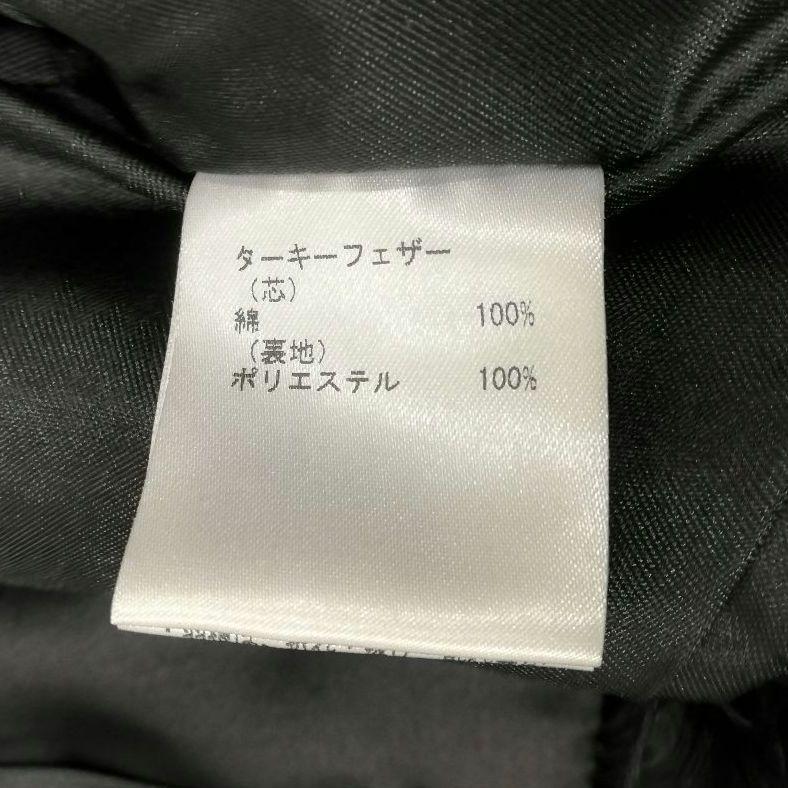 ターキーフェザー
（芯）
綿 100%
（裏地）
ポリエステル 100%